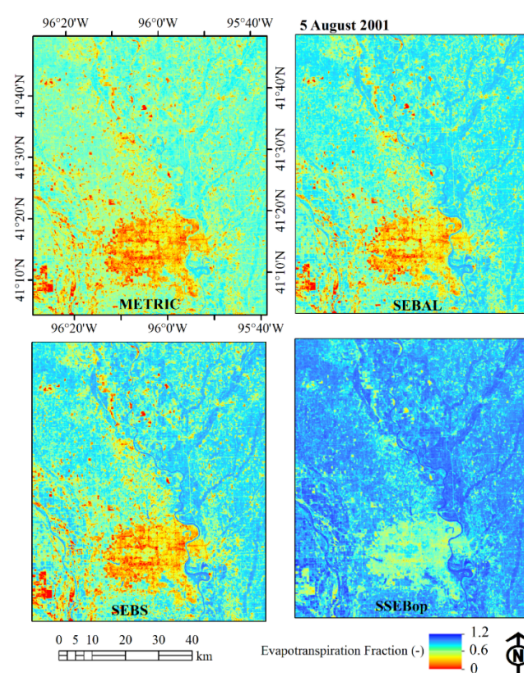 5 August 2001
96°20'W 96°0'W 95°40'W
41°40'N 41°30'N 41°20'N 41°10'N
41°40'N 41°30'N 41°20'N 41°10'N
METRIC SEBAL
96°20'W 96°0'W 95°40'W
SEBS SSEBop
0 5 10 20 30 40
km
Evapotranspiration Fraction (-)
1.2
0.6
0
N